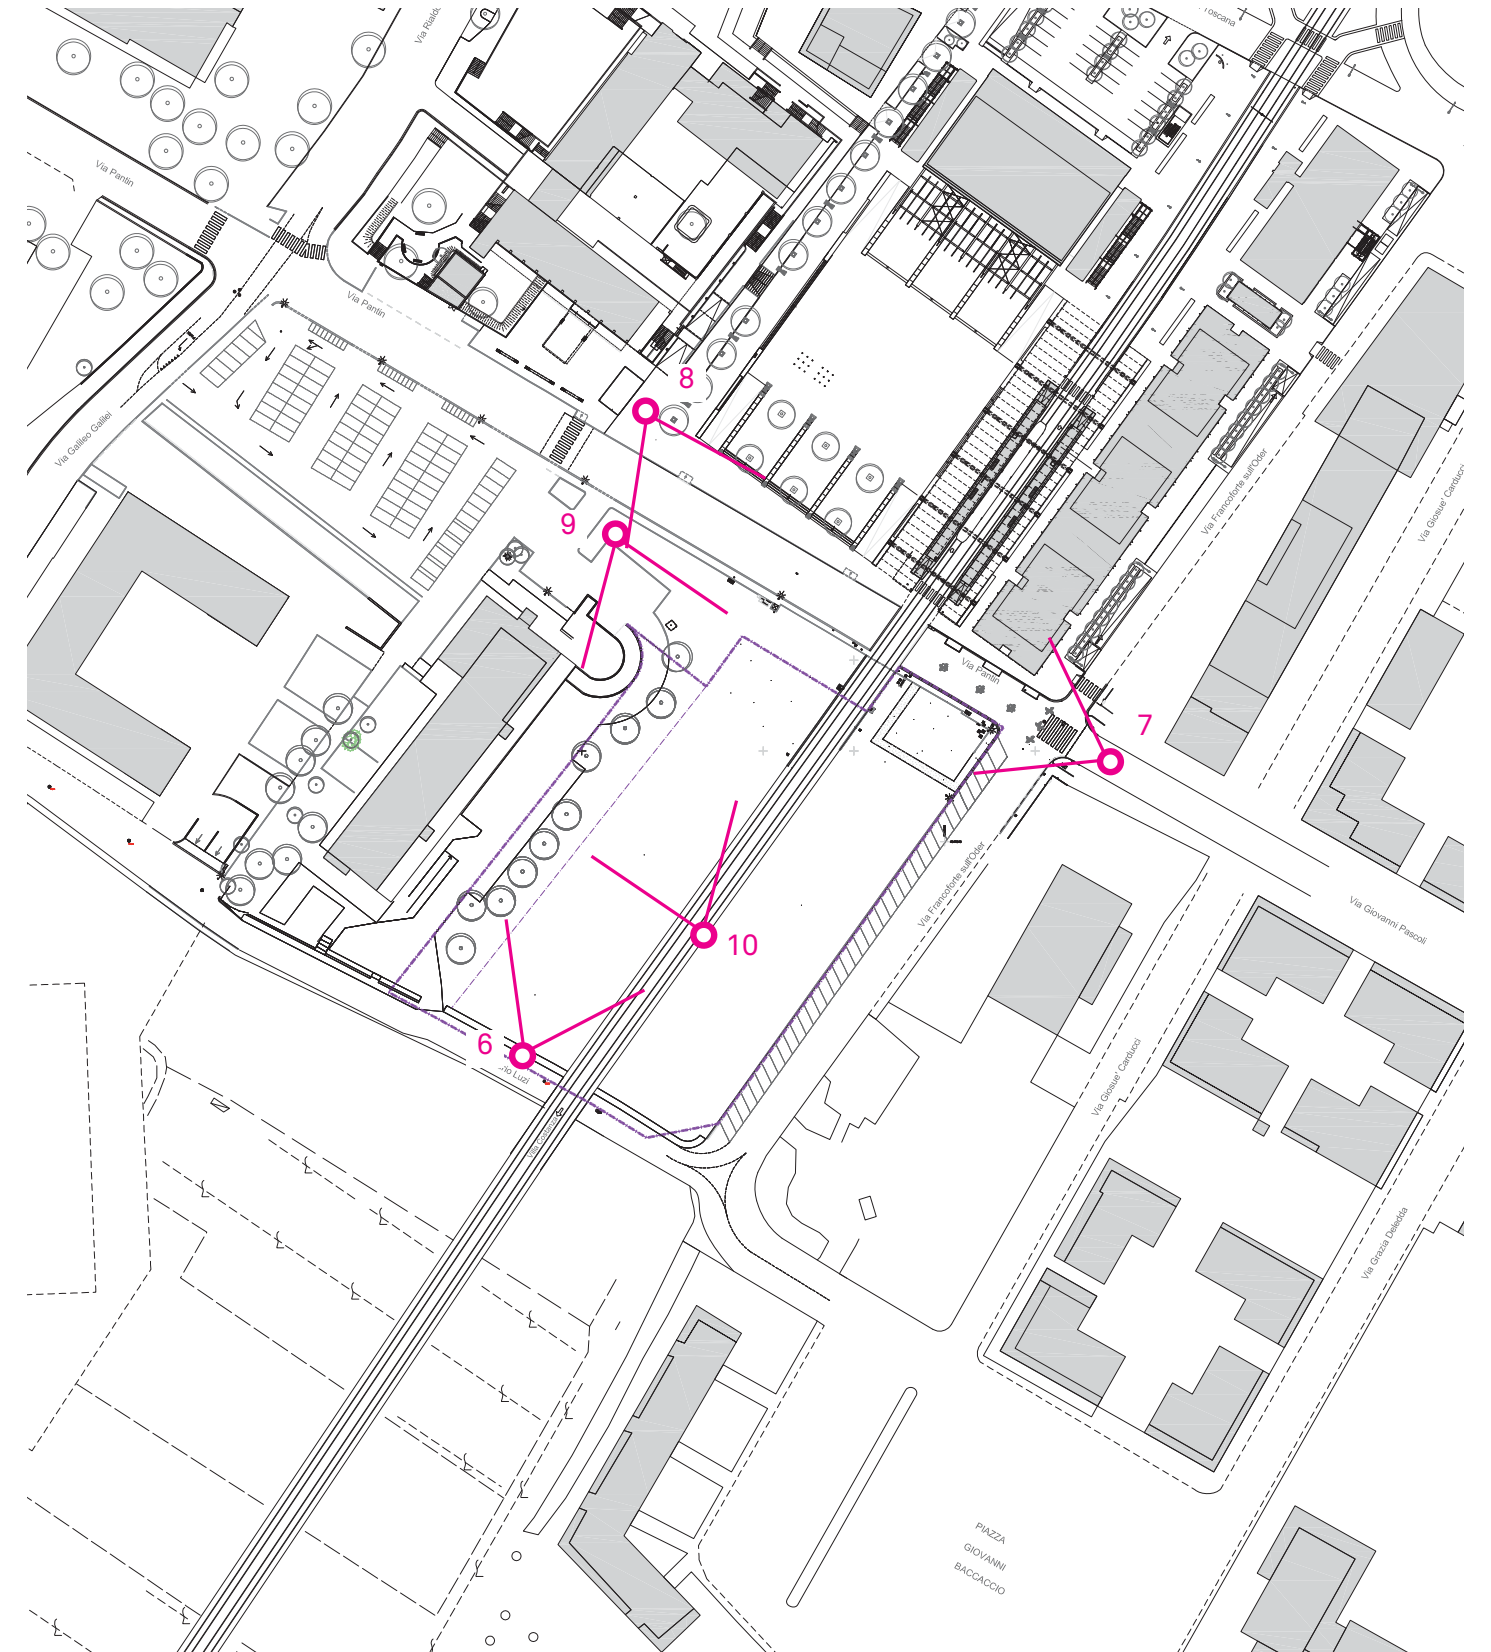 Toscana
Via Pantin
Via Pantin
8
Via Galileo Galilei
9
Via Francoforte sull'Oder
Via Giosue' Carducci
Via Pantin
7
Via Francoforte sull'Oder
Via Giovanni Pascoli
10
6
Luzi
Via Giosue' Carducci
Via Grazia Deledda
PIAZZA
GIOVANNI
BACCACCIO